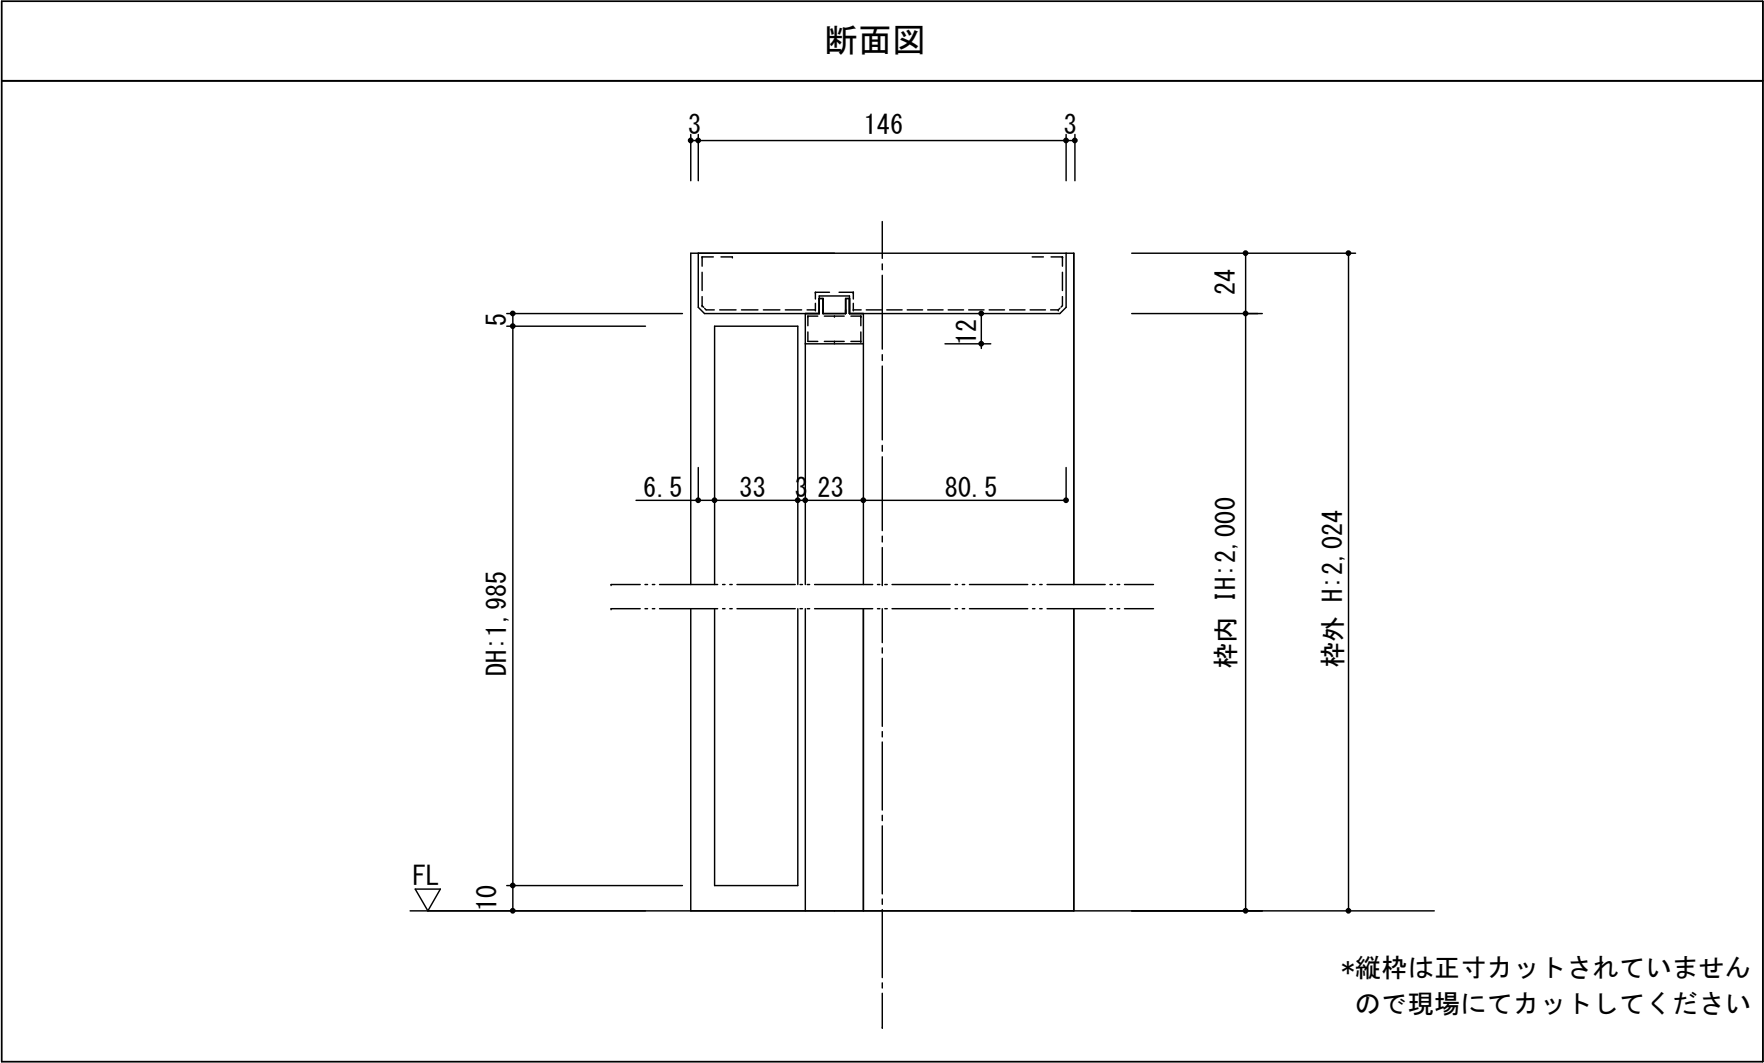 断面図
3 146 3
24
5
12
6.5 33 3 23 80.5
DH:1,985
枠内 IH:2,000
枠外 H:2,024
FL
10
*縦枠は正寸カットされていません
ので現場にてカットしてください